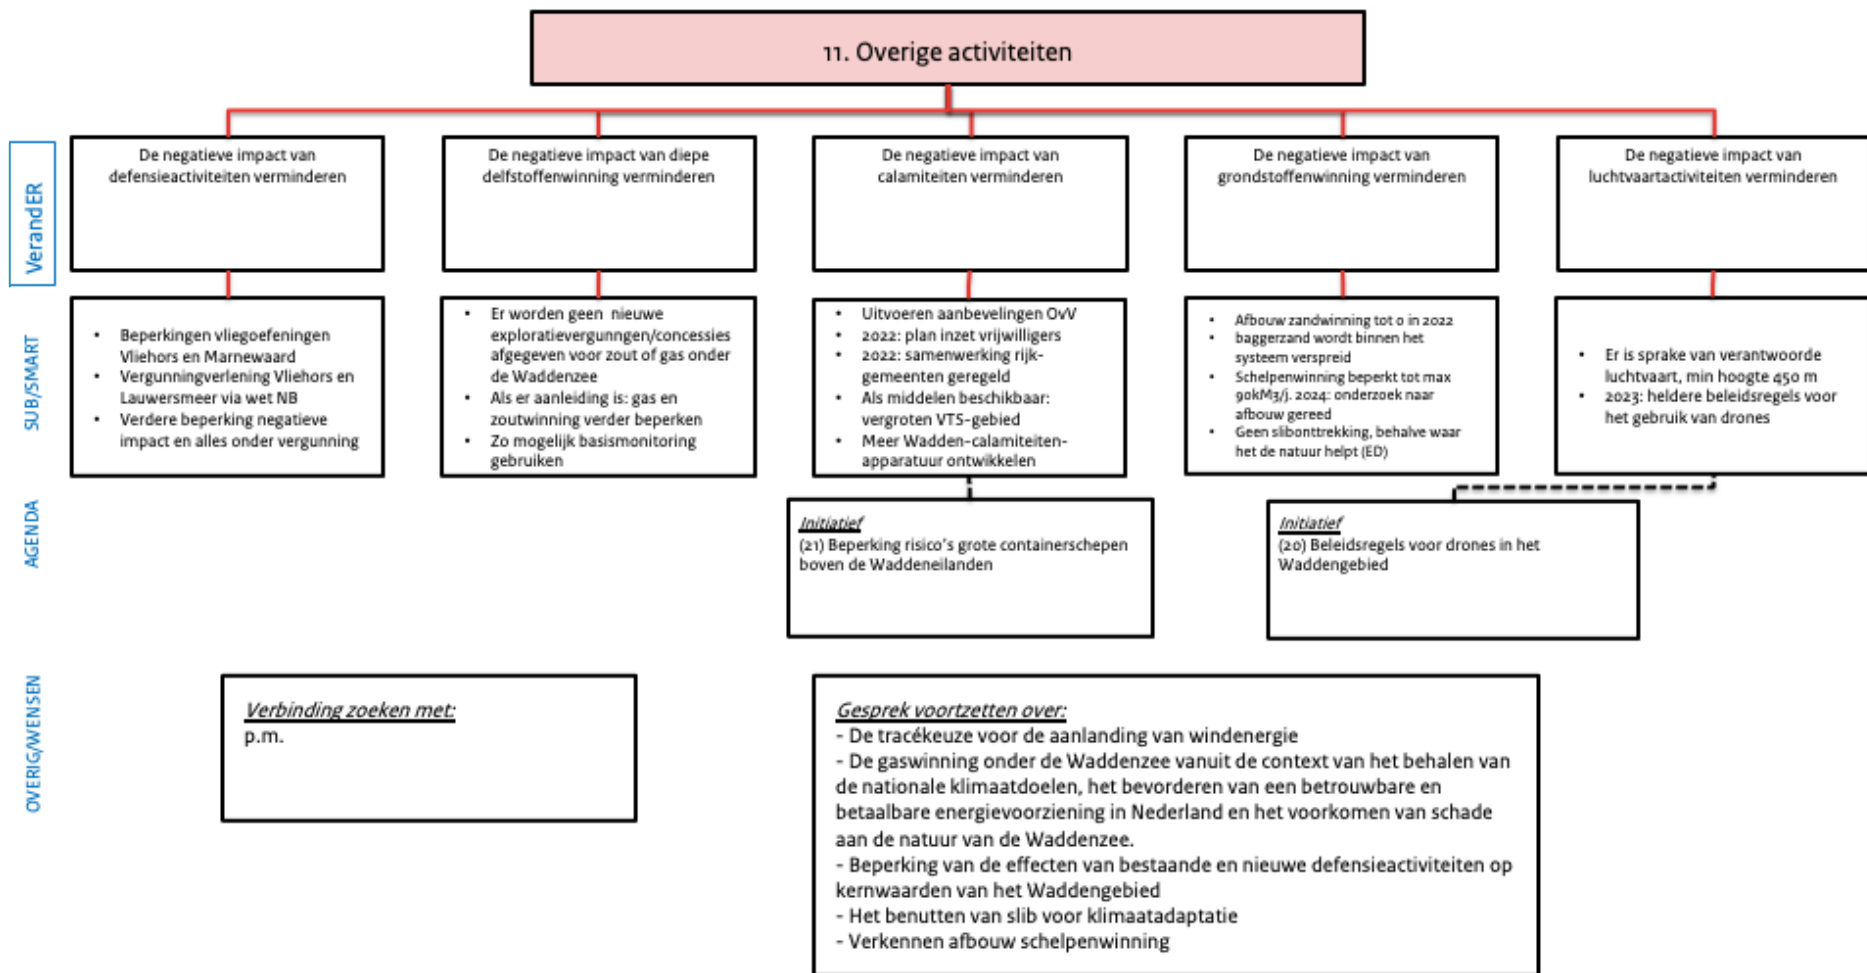 11. Overige activiteiten
VerandER
De negatieve impact van
defensieactiviteiten verminderen
De negatieve impact van diepe
delfstoffenwinning verminderen
De negatieve impact van
calamiteiten verminderen
De negatieve impact van
grondstoffenwinning verminderen
De negatieve impact van
luchtvaartactiviteiten verminderen
SUB/SMART
• Beperkingen vliegoefeningen
Vliehors en Marnewaard
• Vergunningverlening Vliehors en
Lauwersmeer via wet NB
• Verdere beperking negatieve
impact en alles onder vergunning
• Er worden geen nieuwe
exploratievergunngen/concessies
afgegeven voor zout of gas onder
de Waddenzee
• Als er aanleiding is: gas en
zoutwinning verder beperken
• Zo mogelijk basismonitoring
gebruiken
• Uitvoeren aanbevelingen OvV
• 2022: plan inzet vrijwilligers
• 2022: samenwerking rijk-
gemeenten geregeld
• Als middelen beschikbaar:
vergroten VTS-gebied
• Meer Wadden-calamiteiten-
apparatuur ontwikkelen
• Afbouw zandwinning tot 0 in 2022
• baggerzand wordt binnen het
systeem verspreid
• Schelpenwinning beperkt tot max
90kM3/j. 2024: onderzoek naar
afbouw gereed
• Geen slibonttrekking, behalve waar
het de natuur helpt (ED)
• Er is sprake van verantwoorde
luchtvaart, min hoogte 450 m
• 2023: heldere beleidsregels voor
het gebruik van drones
AGENDA
Initiatief
(21) Beperking risico's grote containerschepen
boven de Waddeneilanden
Initiatief
(20) Beleidsregels voor drones in het
Waddengebied
OVERIG/WENSEN
Verbinding zoeken met:
p.m.
Gesprek voortzetten over:
- De tracékeuze voor de aanlanding van windenergie
- De gaswinning onder de Waddenzee vanuit de context van het behalen van
de nationale klimaatdoelen, het bevorderen van een betrouwbare en
betaalbare energievoorziening in Nederland en het voorkomen van schade
aan de natuur van de Waddenzee.
- Beperking van de effecten van bestaande en nieuwe defensieactiviteiten op
kernwaarden van het Waddengebied
- Het benutten van slib voor klimaatadaptatie
- Verkennen afbouw schelpenwinning